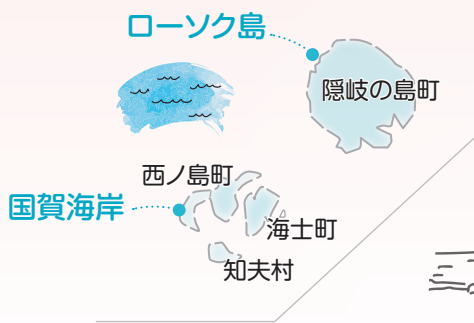 ローソク島
隠岐の島町
西ノ島町
国賀海岸
海士町
知夫村